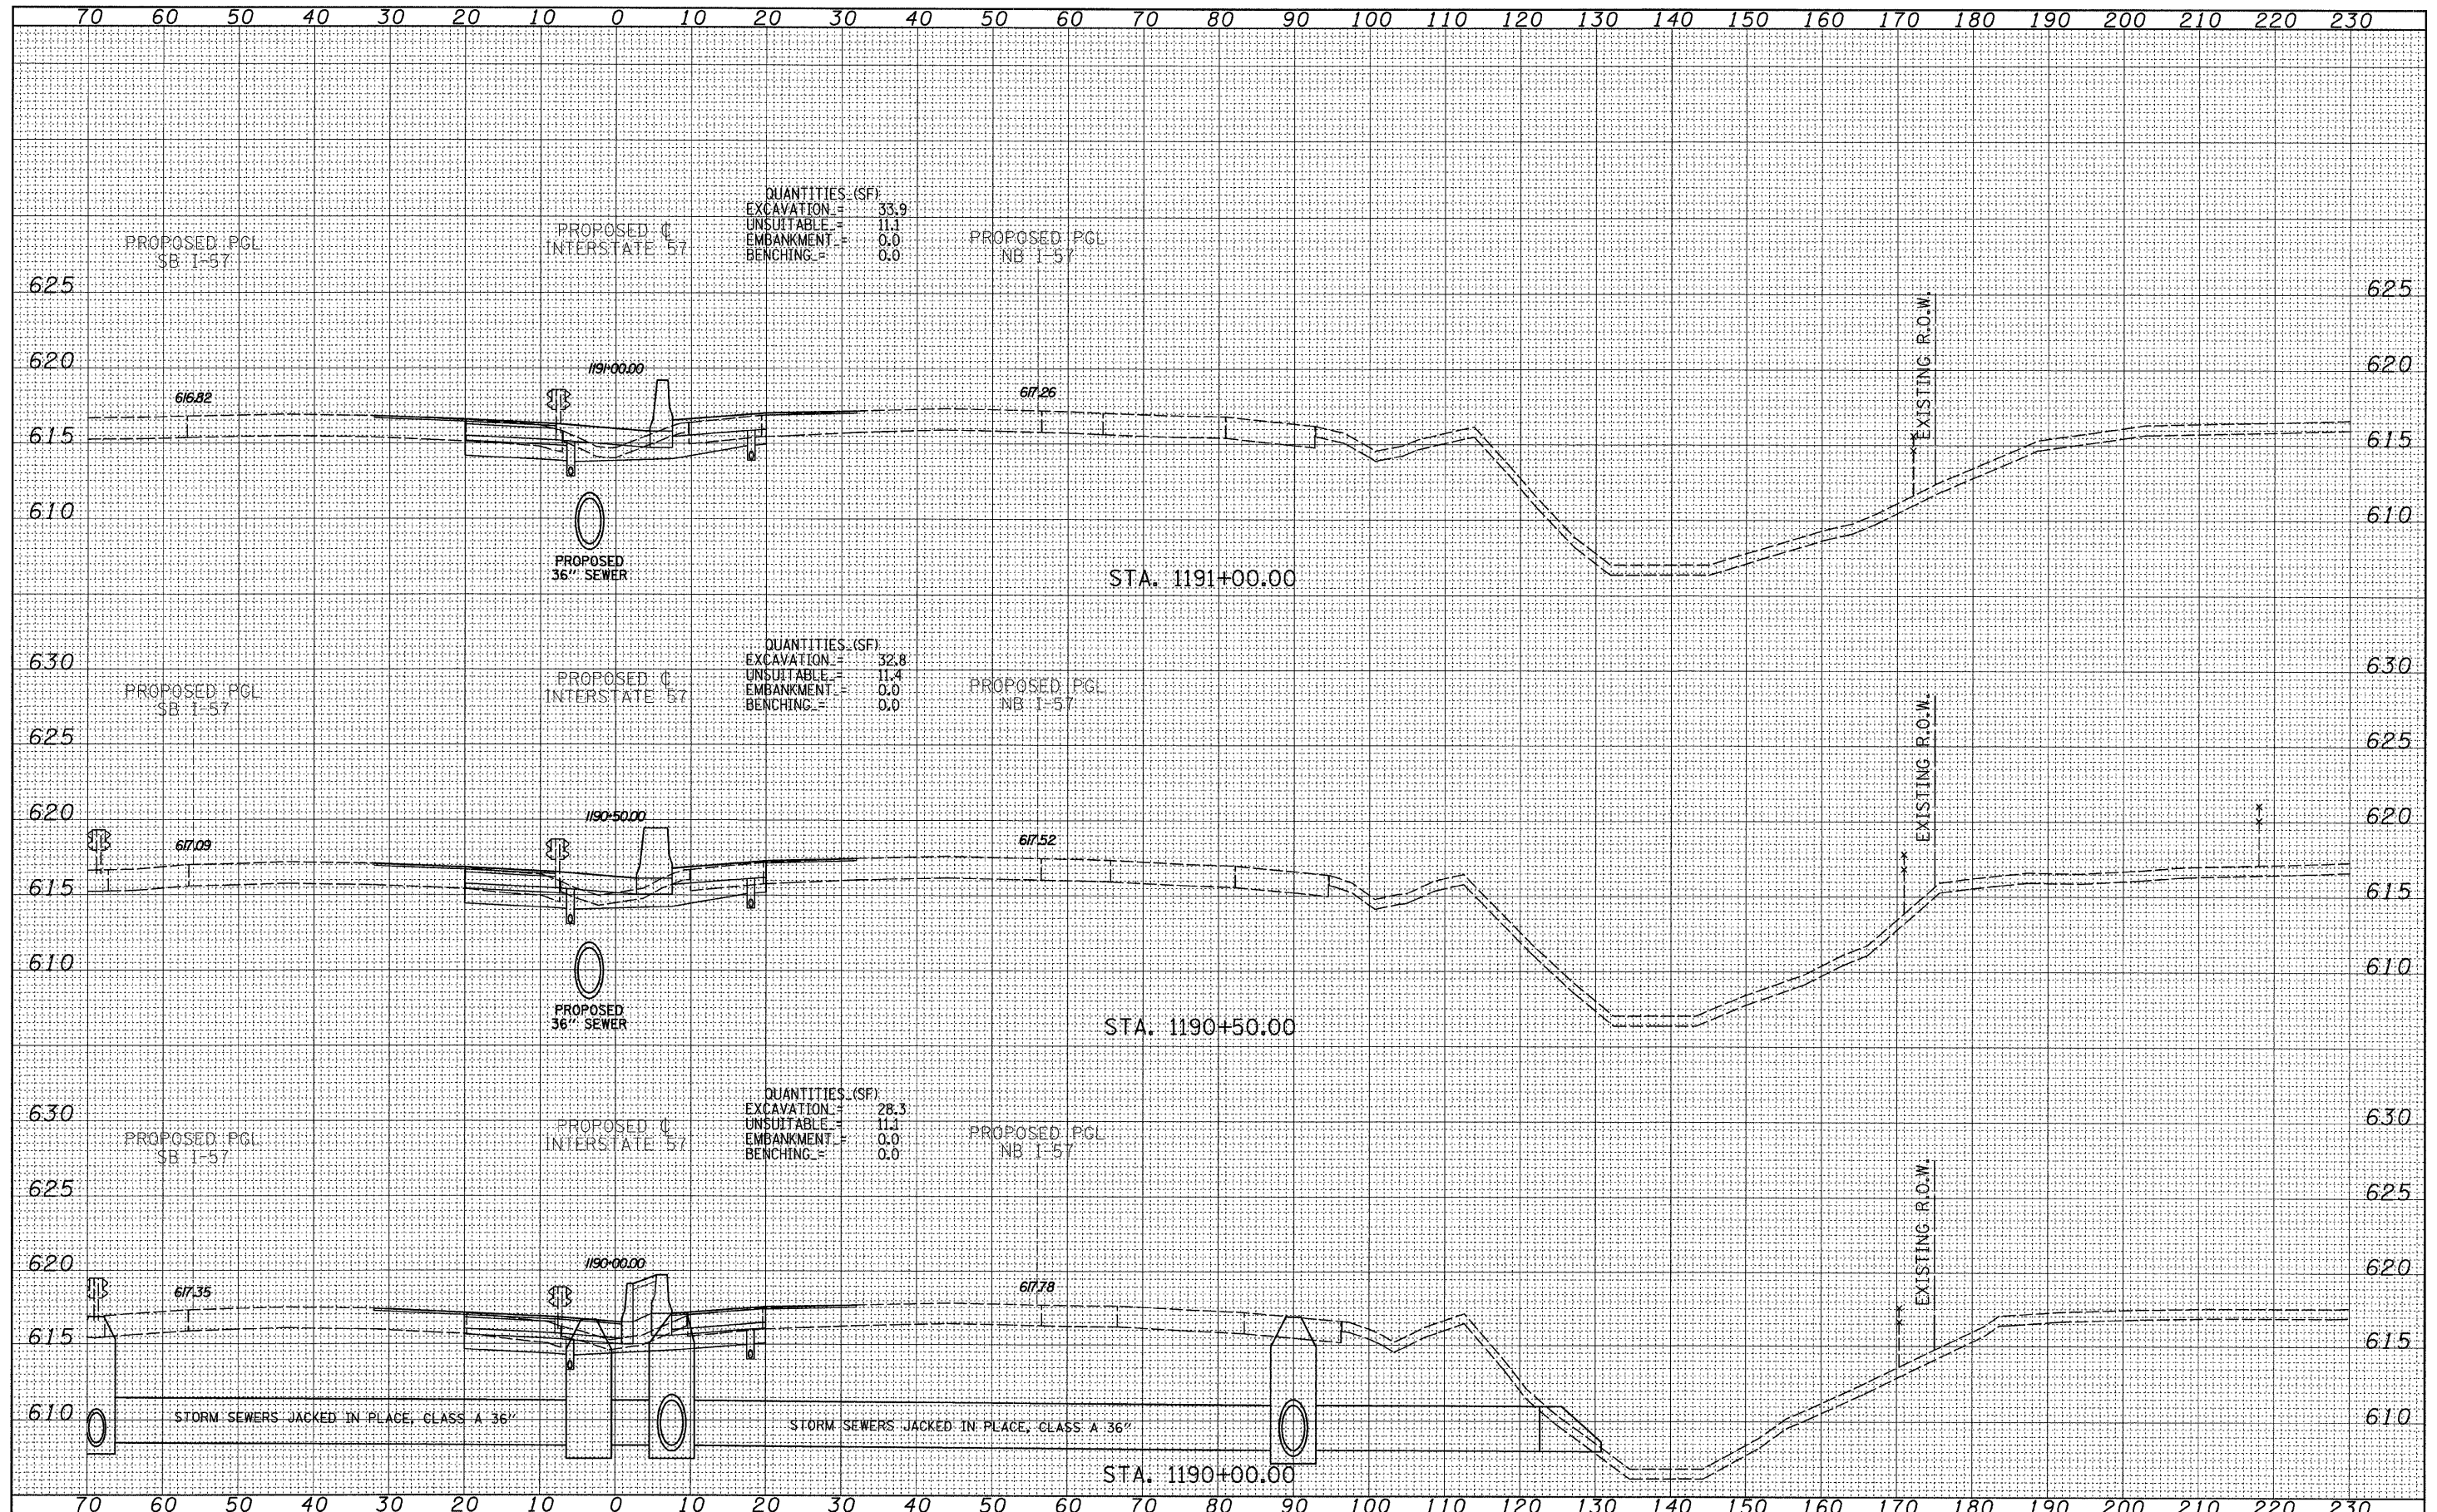 70 60 50 40 30 20 10 0 10 20 30 40 50 60 70 80 90 100 110 120 130 140 150 160 170 180 190 200 210 220 230
QUANTITIES (SF)
EXCAVATION = 33.9
UNSUITABLE = 11.1
EMBANKMENT = 0.0
BENCHING = 0.0
PROPOSED PGL
SB I-57
PROPOSED ℄
INTERSTATE 57
PROPOSED PGL
NB I-57
625 625
EXISTING R.O.W.
620 620
1191+00.00
616.82
617.26
615 615
610 610
PROPOSED
36" SEWER
STA. 1191+00.00
QUANTITIES (SF)
EXCAVATION = 32.8
UNSUITABLE = 11.4
EMBANKMENT = 0.0
BENCHING = 0.0
630 630
PROPOSED PGL
SB I-57
PROPOSED ℄
INTERSTATE 57
PROPOSED PGL
NB I-57
625 625
EXISTING R.O.W.
620 620
1190+50.00
617.09
617.52
615 615
610 610
PROPOSED
36" SEWER
STA. 1190+50.00
QUANTITIES (SF)
EXCAVATION = 28.3
UNSUITABLE = 11.1
EMBANKMENT = 0.0
BENCHING = 0.0
630 630
PROPOSED PGL
SB I-57
PROPOSED ℄
INTERSTATE 57
PROPOSED PGL
NB I-57
625 625
EXISTING R.O.W.
620 620
1190+00.00
617.35
617.78
615 615
610 610
STORM SEWERS JACKED IN PLACE, CLASS A 36"
STORM SEWERS JACKED IN PLACE, CLASS A 36"
STA. 1190+00.00
70 60 50 40 30 20 10 0 10 20 30 40 50 60 70 80 90 100 110 120 130 140 150 160 170 180 190 200 210 220 230